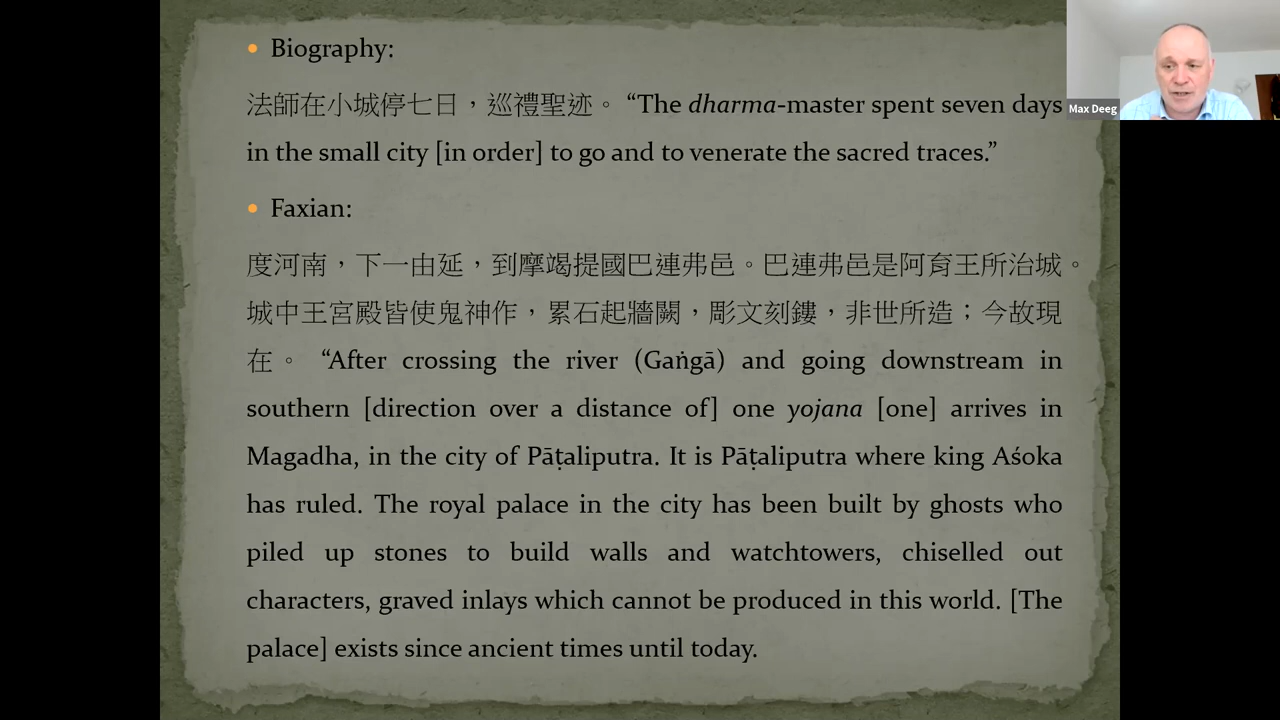 Biography:
法師在小城停七日，巡禮聖迹。 “The dharma-master spent seven days
in the small city [in order] to go and to venerate the sacred traces.”
Faxian:
度河南，下一由延，到摩竭提國巴連弗邑。巴連弗邑是阿育王所治城。
城中王宮殿皆使鬼神作，累石起牆闕，彫文刻鏤，非世所造；今故現
在。 “After crossing the river (Gaṅgā) and going downstream in
southern [direction over a distance of] one yojana [one] arrives in
Magadha, in the city of Pāṭaliputra. It is Pāṭaliputra where king Aśoka
has ruled. The royal palace in the city has been built by ghosts who
piled up stones to build walls and watchtowers, chiselled out
characters, graved inlays which cannot be produced in this world. [The
palace] exists since ancient times until today.
Max Deeg